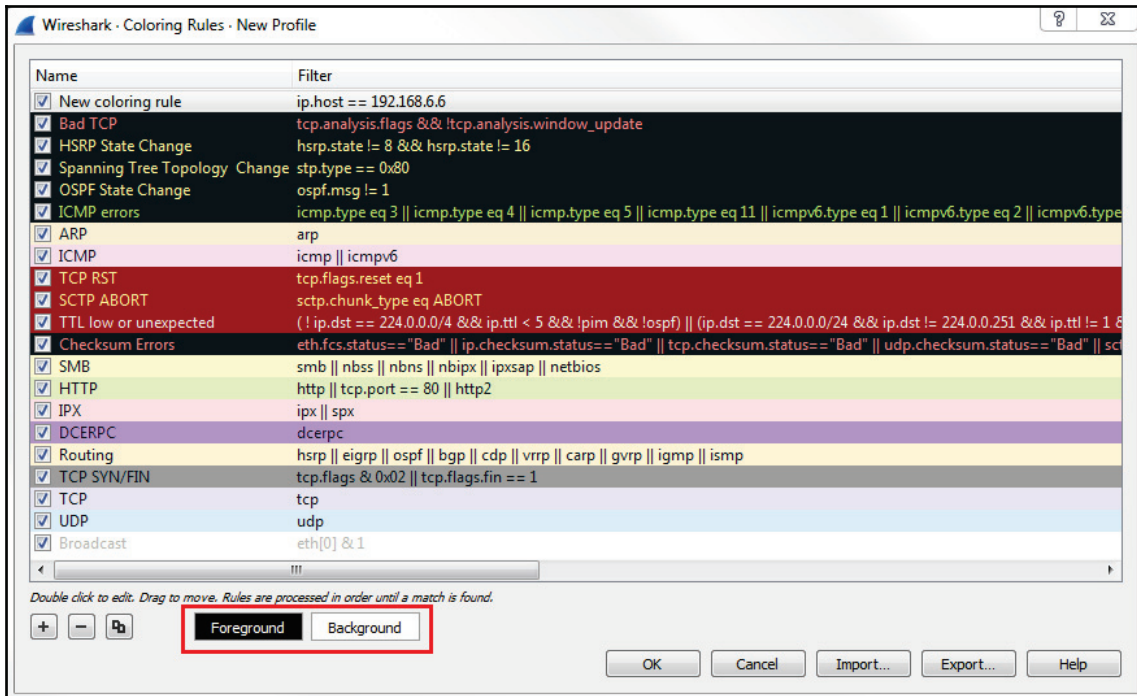 Wireshark · Coloring Rules · New Profile
Name Filter
New coloring rule ip.host == 192.168.6.6
Bad TCP tcp.analysis.flags && !tcp.analysis.window_update
HSRP State Change hsrp.state != 8 && hsrp.state != 16
Spanning Tree Topology Change stp.type == 0x80
OSPF State Change ospf.msg != 1
ICMP errors icmp.type eq 3 || icmp.type eq 4 || icmp.type eq 5 || icmp.type eq 11 || icmpv6.type eq 1 || icmpv6.type eq 2 || icmpv6.type
ARP arp
ICMP icmp || icmpv6
TCP RST tcp.flags.reset eq 1
SCTP ABORT sctp.chunk_type eq ABORT
TTL low or unexpected ( ! ip.dst == 224.0.0.0/4 && ip.ttl < 5 && !pim && !ospf) || (ip.dst == 224.0.0.0/24 && ip.dst != 224.0.0.251 && ip.ttl != 1 &
Checksum Errors eth.fcs.status=="Bad" || ip.checksum.status=="Bad" || tcp.checksum.status=="Bad" || udp.checksum.status=="Bad" || sct
SMB smb || nbss || nbns || nbipx || ipxsap || netbios
HTTP http || tcp.port == 80 || http2
IPX ipx || spx
DCERPC dcerpc
Routing hsrp || eigrp || ospf || bgp || cdp || vrrp || carp || gvrp || igmp || ismp
TCP SYN/FIN tcp.flags & 0x02 || tcp.flags.fin == 1
TCP tcp
UDP udp
Broadcast eth[0] & 1
Double click to edit. Drag to move. Rules are processed in order until a match is found.
Foreground Background
OK Cancel Import... Export... Help